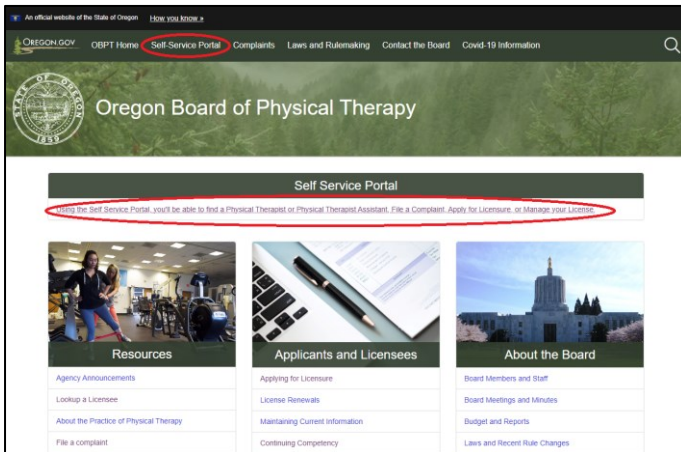 An official website of the State of Oregon How you know »
OREGON.GOV OBPT Home Self-Service Portal Complaints Laws and Rulemaking Contact the Board Covid-19 Information
STATE OF OREGON
1859
Oregon Board of Physical Therapy
Self Service Portal
Using the Self Service Portal, you'll be able to find a Physical Therapist or Physical Therapist Assistant, File a Complaint, Apply for Licensure, or Manage your License.
Resources
Agency Announcements
Lookup a Licensee
About the Practice of Physical Therapy
File a complaint
Applicants and Licensees
Applying for Licensure
License Renewals
Maintaining Current Information
Continuing Competency
About the Board
Board Members and Staff
Board Meetings and Minutes
Budget and Reports
Laws and Recent Rule Changes